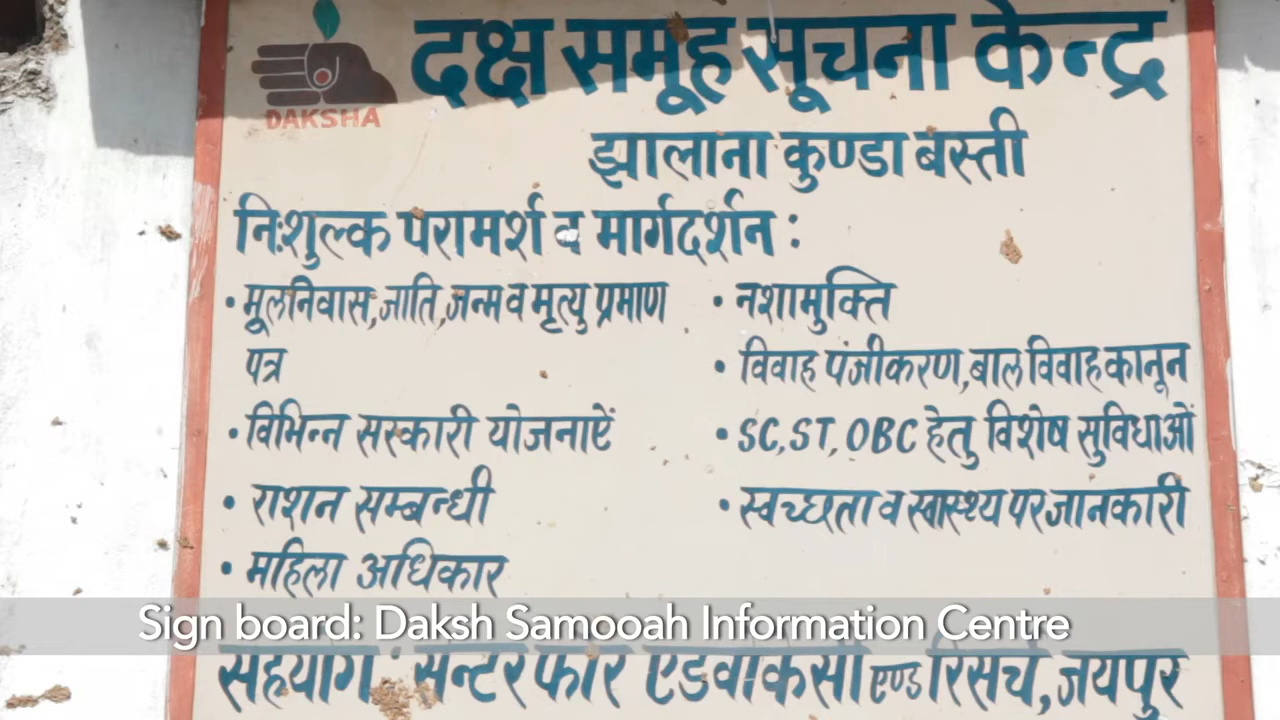 दक्ष समूह सूचना केन्द्र
DAKSHA
झालाना कुण्डा बस्ती
निःशुल्क परामर्श व मार्गदर्शन :
• मूलनिवास, जाति, जन्म व मृत्यु प्रमाण
पत्र
• विभिन्न सरकारी योजनाऐं
• राशन सम्बन्धी
• महिला अधिकार
• नशामुक्ति
• विवाह पंजीकरण, बाल विवाह कानून
• SC, ST, OBC हेतु विशेष सुविधाओं
• स्वच्छता व स्वास्थ्य पर जानकारी
Sign board: Daksh Samooah Information Centre
सहयोग : सेन्टर फॉर एडवोकेसी एण्ड रिसर्च, जयपुर